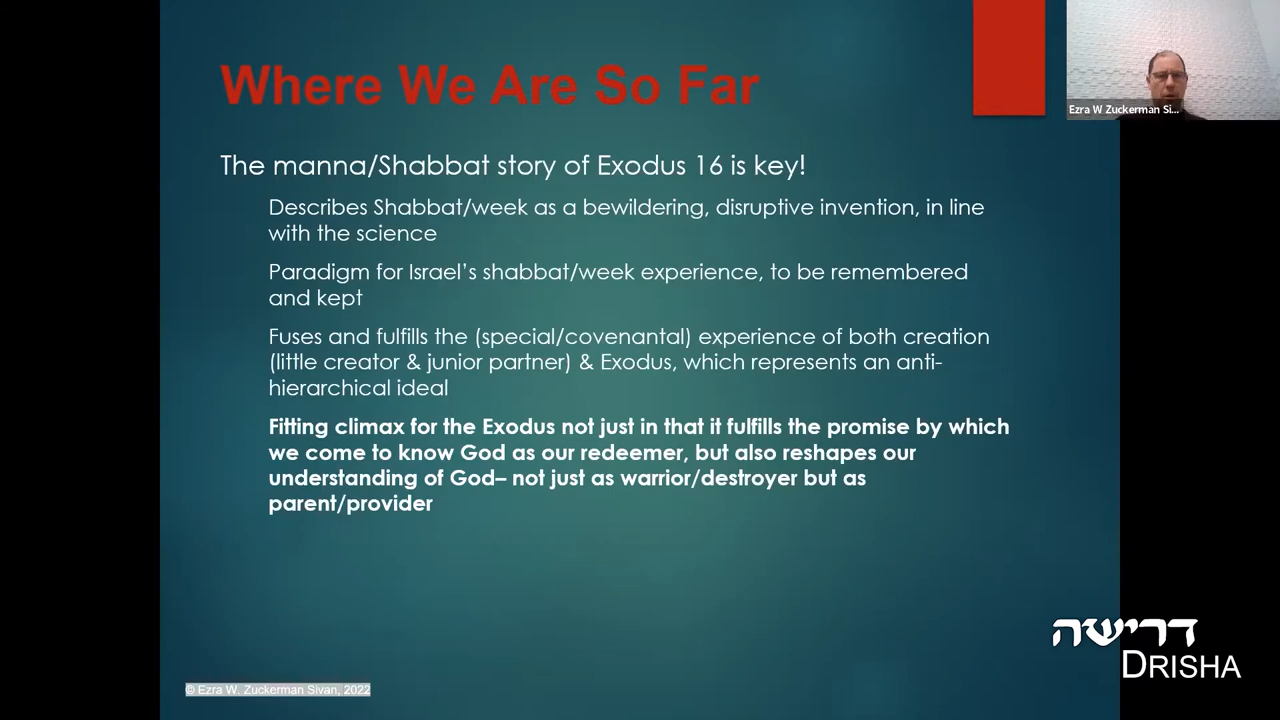 Where We Are So Far
Ezra W Zuckerman Si...
The manna/Shabbat story of Exodus 16 is key!
Describes Shabbat/week as a bewildering, disruptive invention, in line
with the science
Paradigm for Israel’s shabbat/week experience, to be remembered
and kept
Fuses and fulfills the (special/covenantal) experience of both creation
(little creator & junior partner) & Exodus, which represents an anti-
hierarchical ideal
Fitting climax for the Exodus not just in that it fulfills the promise by which
we come to know God as our redeemer, but also reshapes our
understanding of God– not just as warrior/destroyer but as
parent/provider
דרישה
DRISHA
© Ezra W. Zuckerman Sivan, 2022